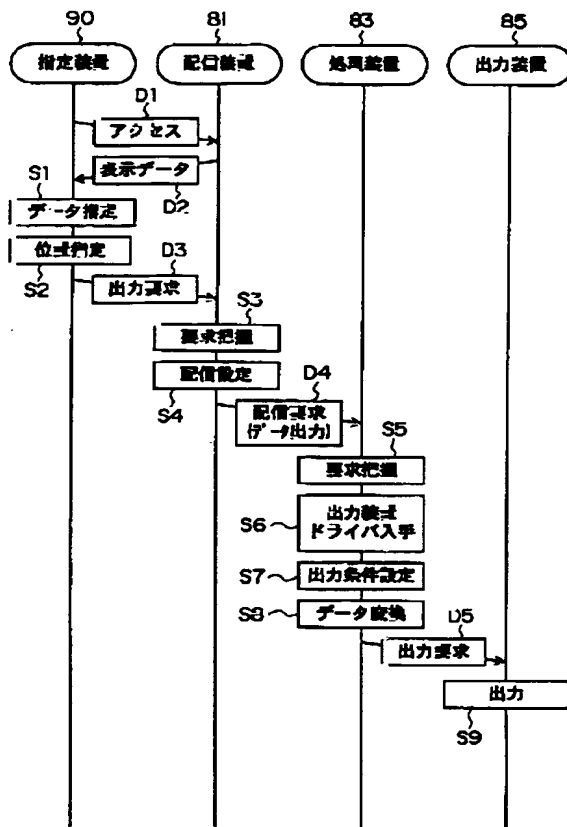 90
81
83
85
指定装置
配信装置
処理装置
出力装置
D1
アクセス
表示データ
D2
S1
データ指定
位置指定
S2
D3
出力要求
S3
要求把握
配信設定
S4
D4
配信要求
(データ出力)
S5
要求把握
S6
出力装置
ドライバ入手
S7
出力条件設定
S8
データ変換
D5
出力要求
出力
S9